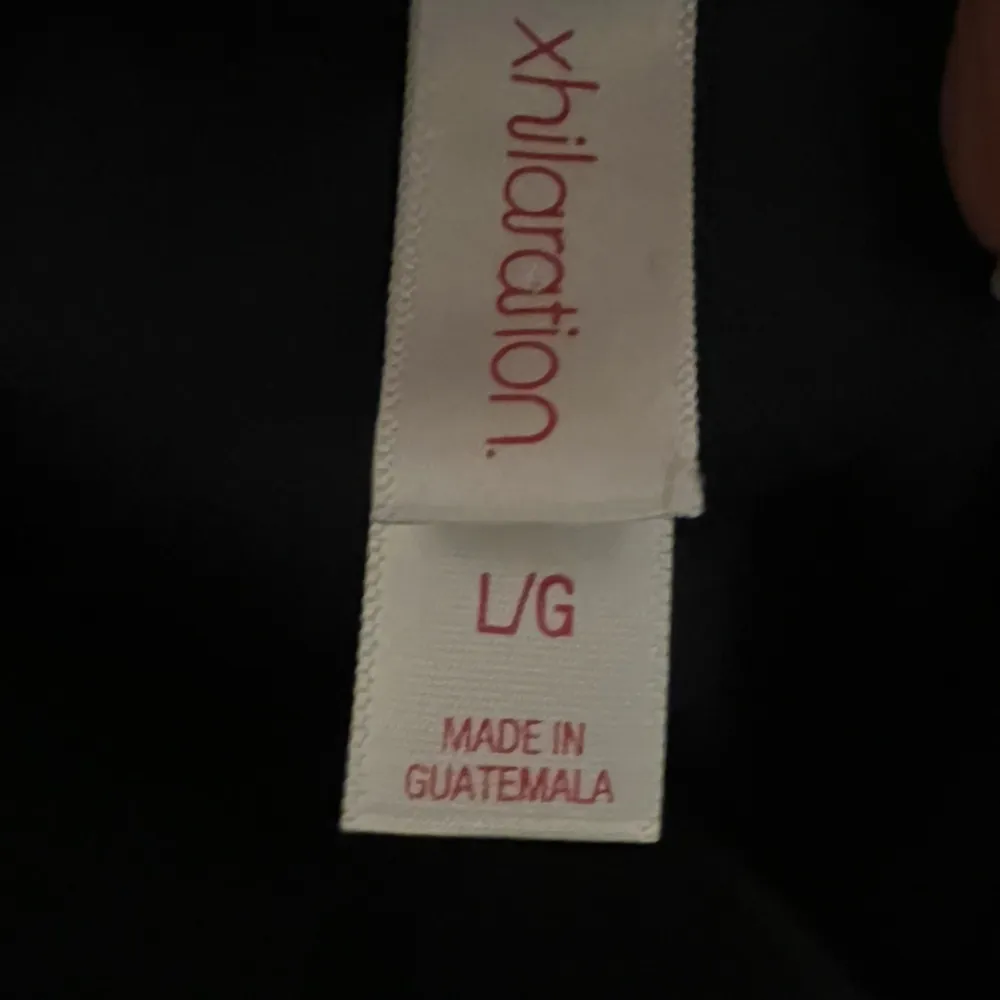 xhilaration.
L/G
MADE IN
GUATEMALA